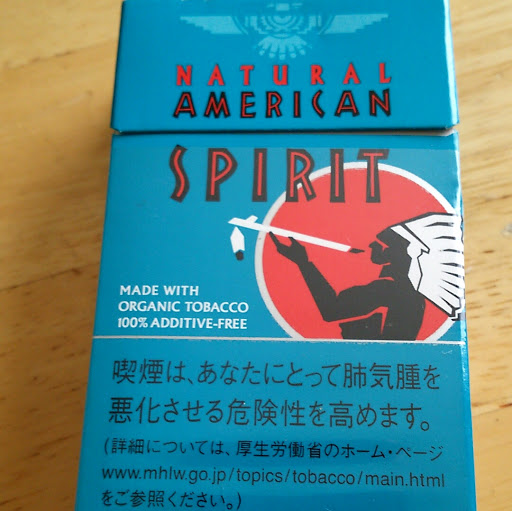 NATURAL
AMERICAN
SPIRIT
MADE WITH
ORGANIC TOBACCO
100% ADDITIVE-FREE
喫煙は、あなたにとって肺気腫を
悪化させる危険性を高めます。
(詳細については、厚生労働省のホーム・ページ
www.mhlw.go.jp/topics/tobacco/main.html
をご参照ください。)